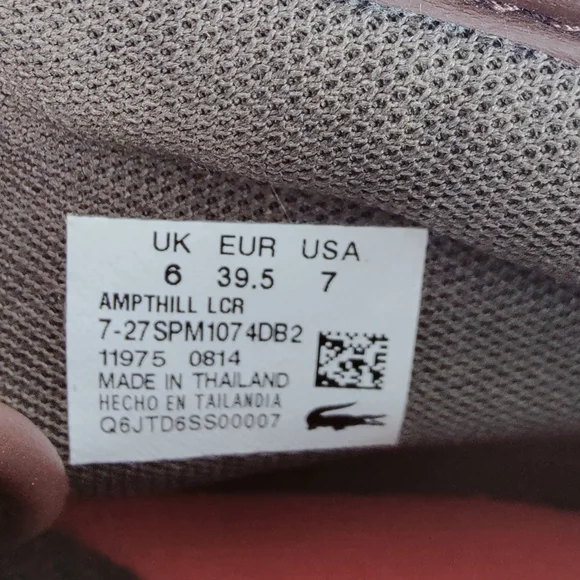 UK EUR USA
6 39.5 7
AMPTHILL LCR
7-27SPM1074DB2
11975 0814
MADE IN THAILAND
HECHO EN TAILANDIA
Q6JTD6SS00007